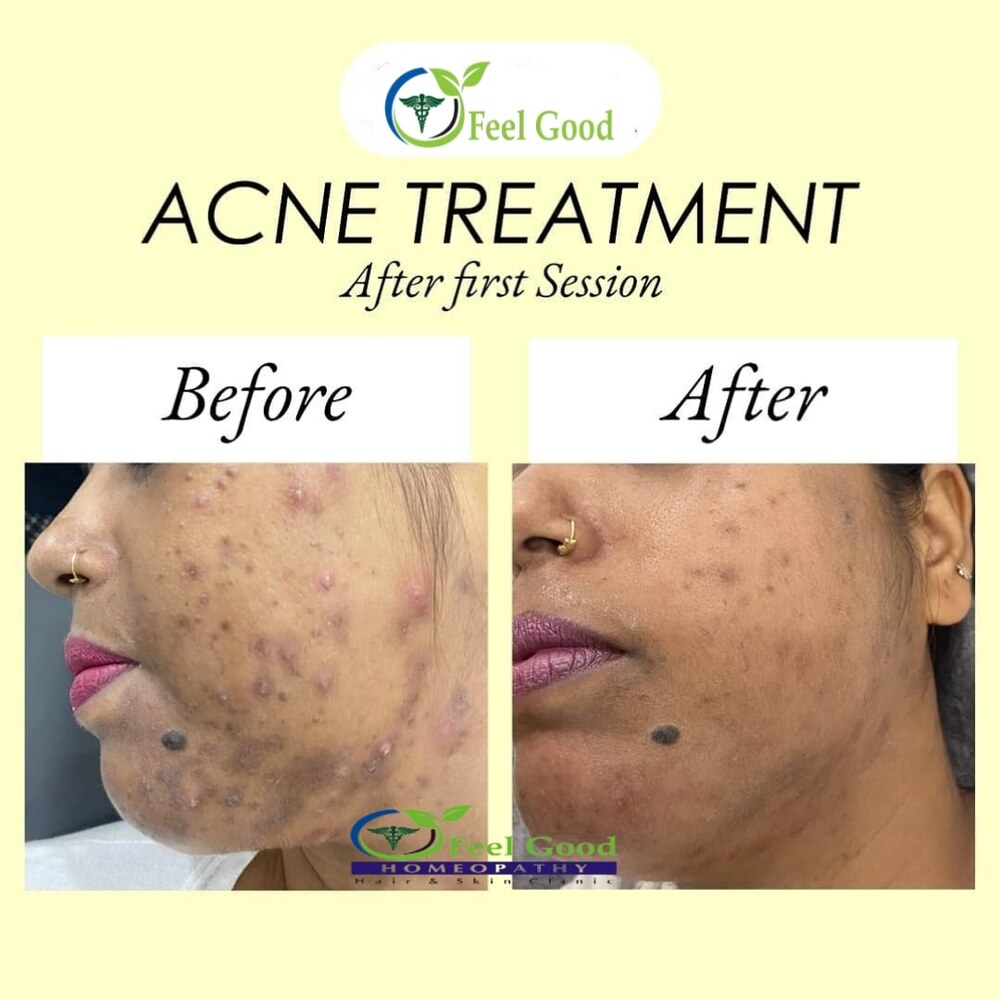 Feel Good
ACNE TREATMENT
After first Session
Before
After
Feel Good
HOMEOPATHY
Hair & Skin Clinic